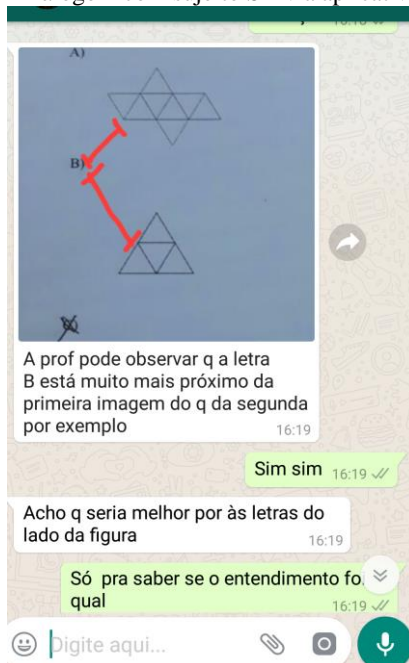 A)
B)
A prof pode observar q a letra
B está muito mais próximo da
primeira imagem do q da segunda
por exemplo
16:19
Sim sim 16:19
Acho q seria melhor por às letras do
lado da figura
16:19
Só pra saber se o entendimento
qual
16:19
Digite aqui...